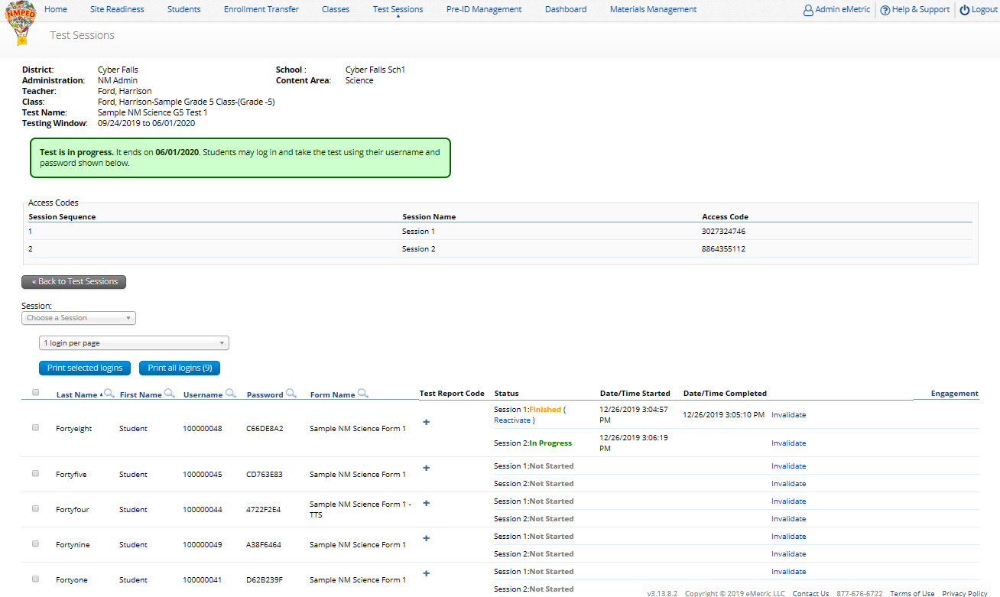 NMPED
Home Site Readiness Students Enrollment Transfer Classes Test Sessions Pre-ID Management Dashboard Materials Management Admin eMetric Help & Support Logout
Test Sessions
District: Cyber Falls School : Cyber Falls Sch1
Administration: NM Admin Content Area: Science
Teacher: Ford, Harrison
Class: Ford, Harrison-Sample Grade 5 Class-(Grade -5)
Test Name: Sample NM Science G5 Test 1
Testing Window: 09/24/2019 to 06/01/2020
Test is in progress. It ends on 06/01/2020. Students may log in and take the test using their username and
password shown below.
Access Codes
Session Sequence Session Name Access Code
1 Session 1 3027324746
2 Session 2 8864355112
« Back to Test Sessions
Session:
Choose a Session
1 login per page
Print selected logins Print all logins (9)
Last Name First Name Username Password Form Name Test Report Code Status Date/Time Started Date/Time Completed Engagement
Session 1:Finished ( 12/26/2019 3:04:57
Reactivate ) PM 12/26/2019 3:05:10 PM Invalidate
Fortyeight Student 100000048 C66DE8A2 Sample NM Science Form 1 +
Session 2:In Progress 12/26/2019 3:06:19 Invalidate
PM
Session 1:Not Started Invalidate
Fortyfive Student 100000045 CD763E83 Sample NM Science Form 1 +
Session 2:Not Started Invalidate
Session 1:Not Started Invalidate
Fortyfour Student 100000044 4722F2E4 Sample NM Science Form 1 - +
TTS
Session 2:Not Started Invalidate
Session 1:Not Started Invalidate
Fortynine Student 100000049 A38F6464 Sample NM Science Form 1 +
Session 2:Not Started Invalidate
Session 1:Not Started Invalidate
Fortyone Student 100000041 D62B239F Sample NM Science Form 1 +
Session 2:Not Started
v3.13.8.2 Copyright © 2019 eMetric LLC Contact Us 877-676-6722 Terms of Use Privacy Policy